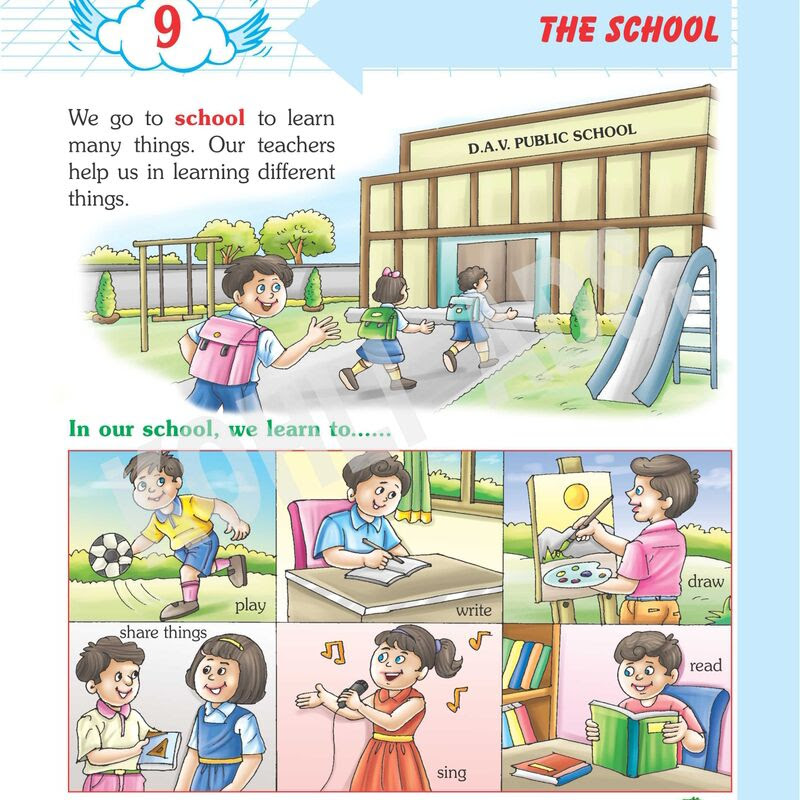 9
THE SCHOOL
We go to school to learn
many things. Our teachers
help us in learning different
things.
D.A.V. PUBLIC SCHOOL
In our school, we learn to......
play
write
draw
share things
sing
read